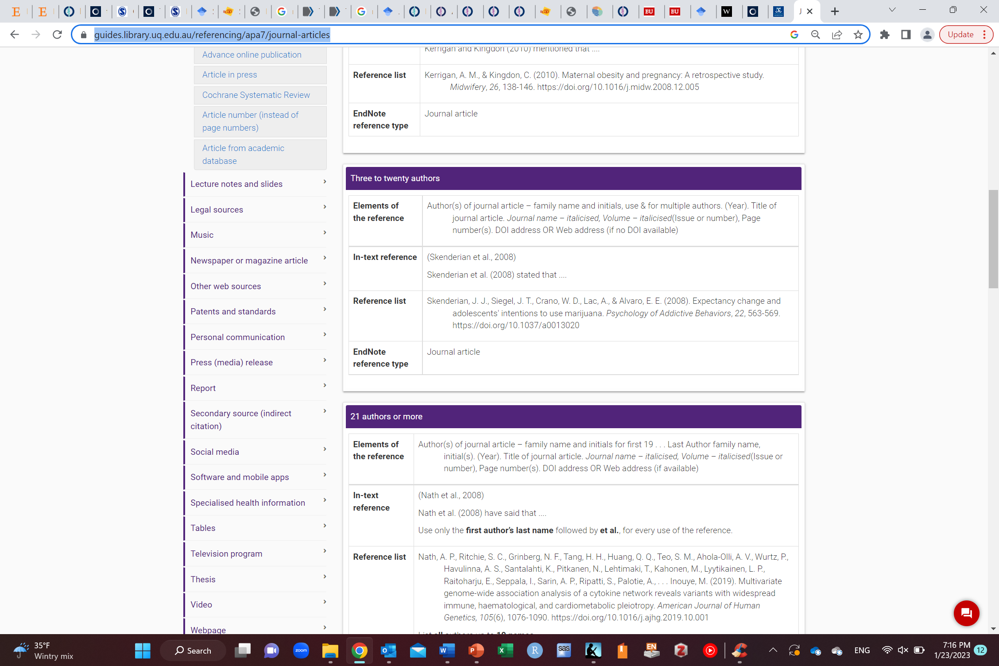 guides.library.uq.edu.au/referencing/apa7/journal-articles
Update
Advance online publication
Article in press
Cochrane Systematic Review
Article number (instead of
page numbers)
Article from academic
database
Lecture notes and slides
Legal sources
Music
Newspaper or magazine article
Other web sources
Patents and standards
Personal communication
Press (media) release
Report
Secondary source (indirect
citation)
Social media
Software and mobile apps
Specialised health information
Tables
Television program
Thesis
Video
Webpage
Kerrigan and Kingdon (2010) mentioned that ....
Reference list
Kerrigan, A. M., & Kingdon, C. (2010). Maternal obesity and pregnancy: A retrospective study.
Midwifery, 26, 138-146. https://doi.org/10.1016/j.midw.2008.12.005
EndNote
reference type
Journal article
Three to twenty authors
Elements of
the reference
Author(s) of journal article – family name and initials, use & for multiple authors. (Year). Title of
journal article. Journal name – italicised, Volume – italicised(Issue or number), Page
number(s). DOI address OR Web address (if no DOI available)
In-text reference
(Skenderian et al., 2008)
Skenderian et al. (2008) stated that ....
Reference list
Skenderian, J. J., Siegel, J. T., Crano, W. D., Lac, A., & Alvaro, E. E. (2008). Expectancy change and
adolescents' intentions to use marijuana. Psychology of Addictive Behaviors, 22, 563-569.
https://doi.org/10.1037/a0013020
EndNote
reference type
Journal article
21 authors or more
Elements of
the reference
Author(s) of journal article – family name and initials for first 19 . . . Last Author family name,
initial(s). (Year). Title of journal article. Journal name – italicised, Volume – italicised(Issue or
number), Page number(s). DOI address OR Web address (if available)
In-text
reference
(Nath et al., 2008)
Nath et al. (2008) have said that ....
Use only the first author’s last name followed by et al., for every use of the reference.
Reference list
Nath, A. P., Ritchie, S. C., Grinberg, N. F., Tang, H. H., Huang, Q. Q., Teo, S. M., Ahola-Olli, A. V., Wurtz, P.,
Havulinna, A. S., Santalahti, K., Pitkanen, N., Lehtimaki, T., Kahonen, M., Lyytikainen, L. P.,
Raitoharju, E., Seppala, I., Sarin, A. P., Ripatti, S., Palotie, A., . . . Inouye, M. (2019). Multivariate
genome-wide association analysis of a cytokine network reveals variants with widespread
immune, haematological, and cardiometabolic pleiotropy. American Journal of Human
Genetics, 105(6), 1076-1090. https://doi.org/10.1016/j.ajhg.2019.10.001
List all authors up to 19 names
35°F
Wintry mix
Search
zoom
ENG
7:16 PM
1/23/2023
12